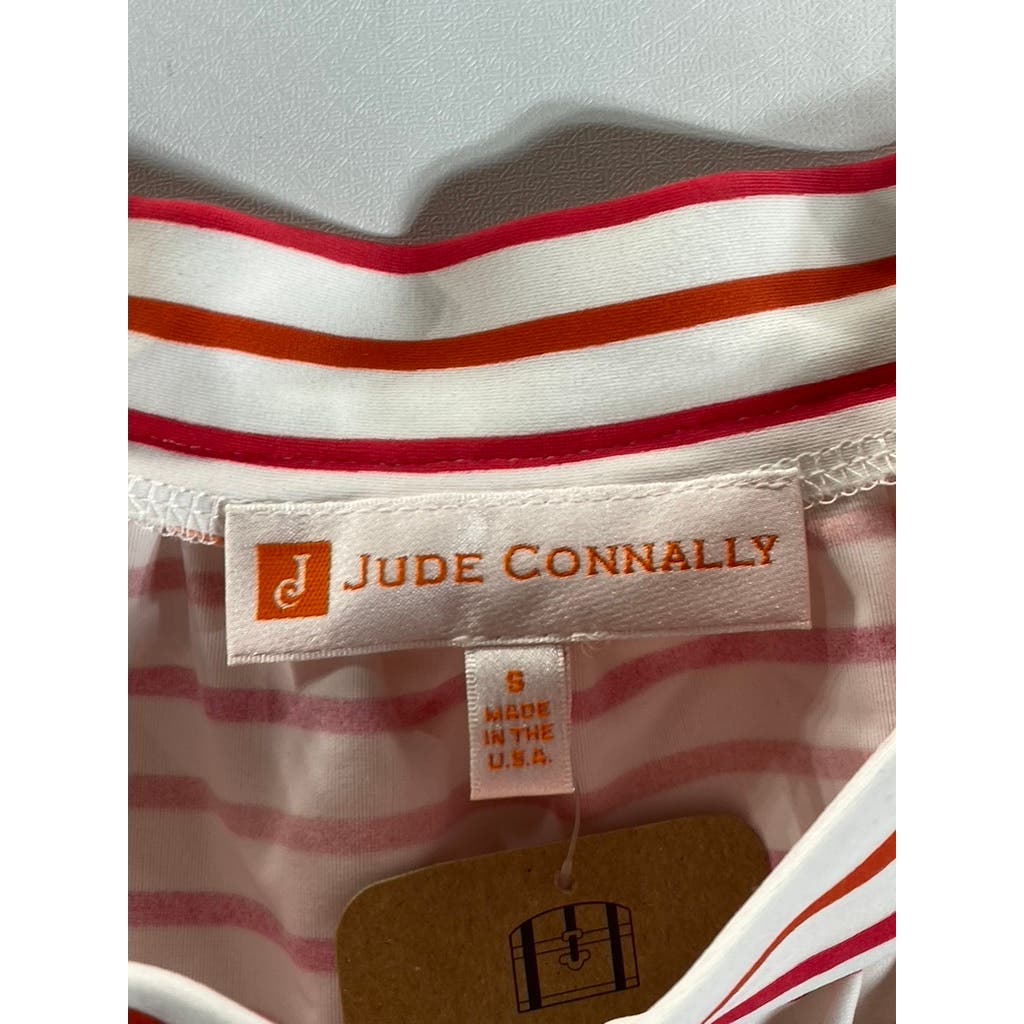 J JUDE CONNALLY
S
MADE
IN THE
U.S.A.